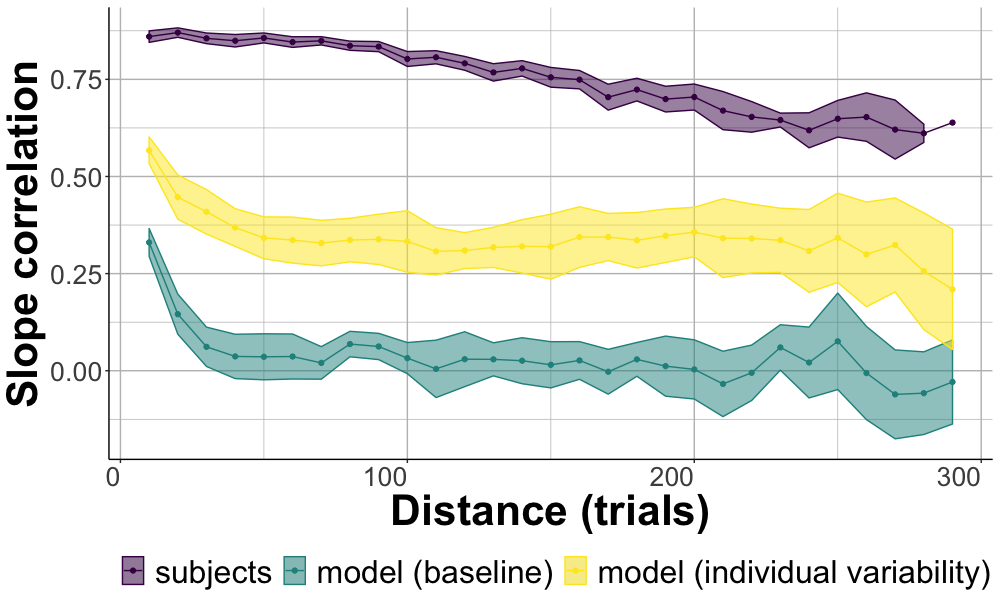 Slope correlation
0.75
0.50
0.25
0.00
0 100 200 300
Distance (trials)
subjects model (baseline) model (individual variability)